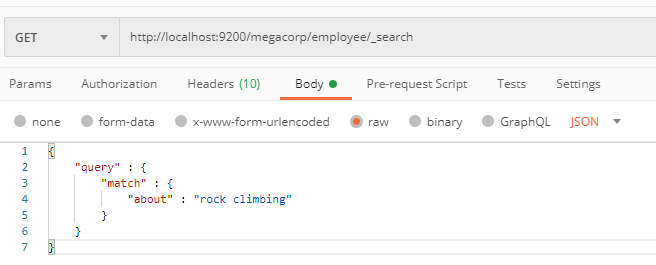 GET http://localhost:9200/megacorp/employee/_search
Params Authorization Headers (10) Body Pre-request Script Tests Settings
none form-data x-www-form-urlencoded raw binary GraphQL JSON
1 {
2 "query" : {
3 "match" : {
4 "about" : "rock climbing"
5 }
6 }
7 }